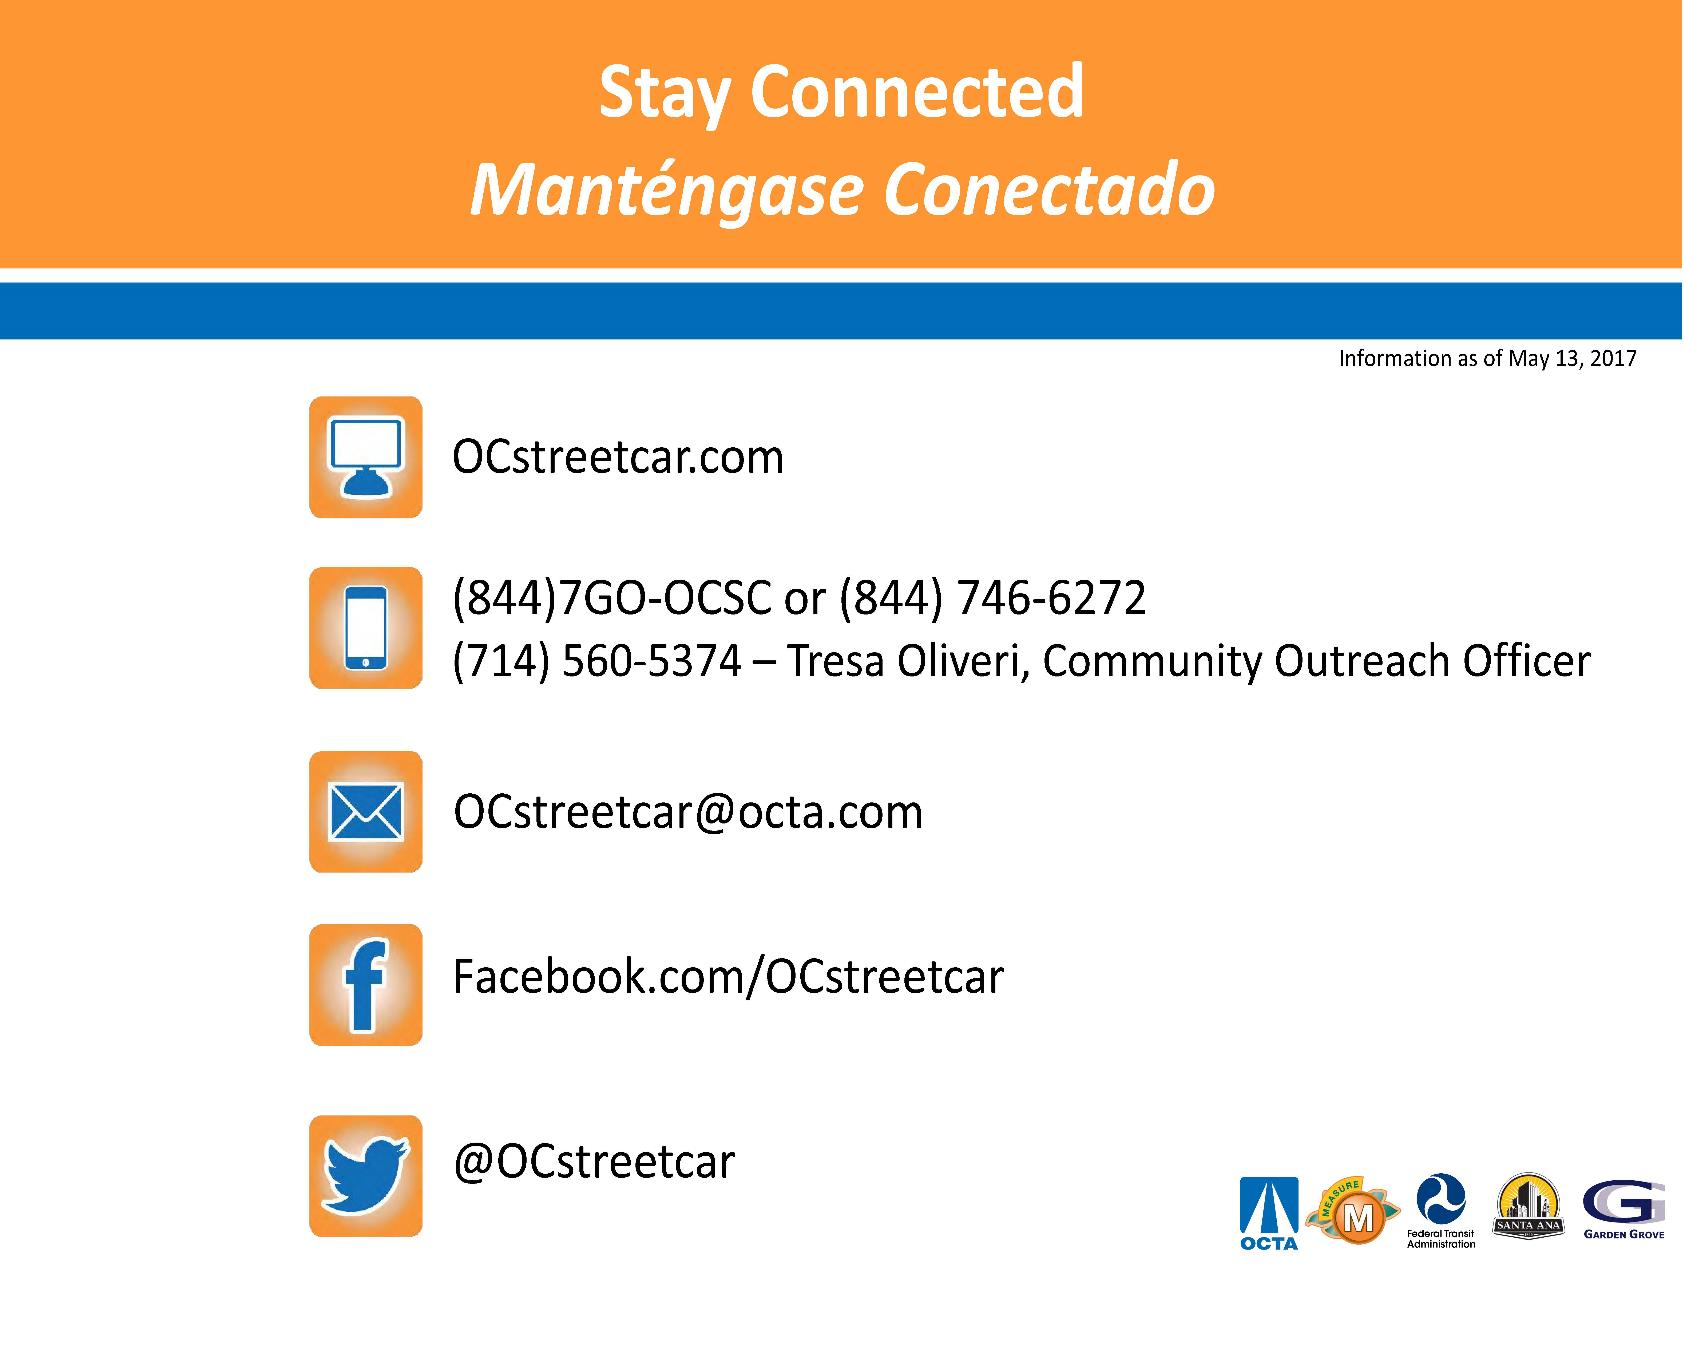 Stay Connected
Manténgase Conectado
Information as of May 13, 2017
OCstreetcar.com
(844)7GO-OCSC or (844) 746-6272
(714) 560-5374 – Tresa Oliveri, Community Outreach Officer
OCstreetcar@octa.com
Facebook.com/OCstreetcar
@OCstreetcar
OCTA
MEASURE
M
Federal Transit
Administration
SANTA ANA
GARDEN GROVE